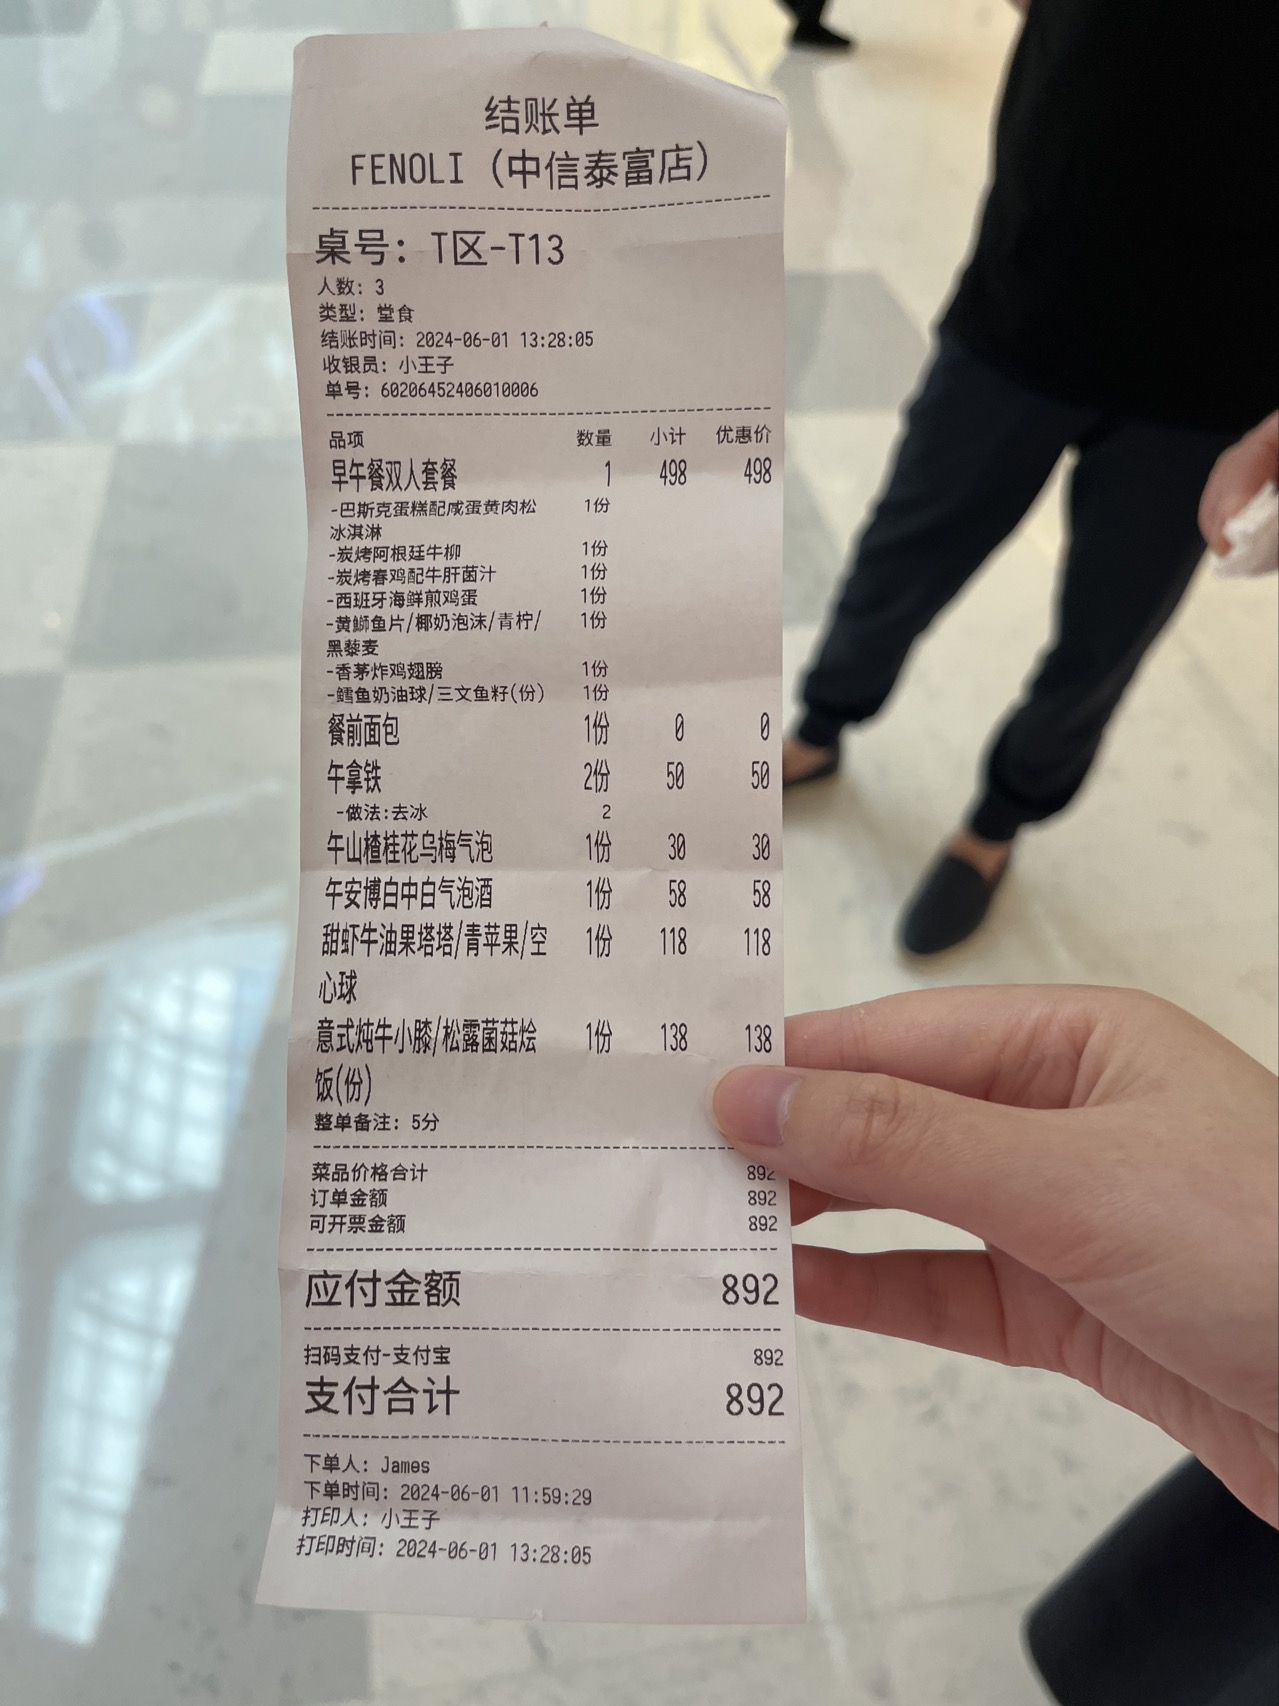 结账单
FENOLI（中信泰富店）
桌号：T区-T13
人数：3
类型：堂食
结账时间：2024-06-01 13:28:05
收银员：小王子
单号：60206452406010006
品项 数量 小计 优惠价
早午餐双人套餐 1 498 498
-巴斯克蛋糕配咸蛋黄肉松 1份
冰淇淋
-炭烤阿根廷牛柳 1份
-炭烤春鸡配牛肝菌汁 1份
-西班牙海鲜煎鸡蛋 1份
-黄鰤鱼片/椰奶泡沫/青柠/ 1份
黑藜麦
-香茅炸鸡翅膀 1份
-鳕鱼奶油球/三文鱼籽(份) 1份
餐前面包 1份 0 0
午拿铁 2份 50 50
-做法:去冰 2
午山楂桂花乌梅气泡 1份 30 30
午安博白中白气泡酒 1份 58 58
甜虾牛油果塔塔/青苹果/空 1份 118 118
心球
意式炖牛小膝/松露菌菇烩 1份 138 138
饭(份)
整单备注：5分
菜品价格合计 892
订单金额 892
可开票金额 892
应付金额 892
扫码支付-支付宝 892
支付合计 892
下单人：James
下单时间：2024-06-01 11:59:29
打印人：小王子
打印时间：2024-06-01 13:28:05